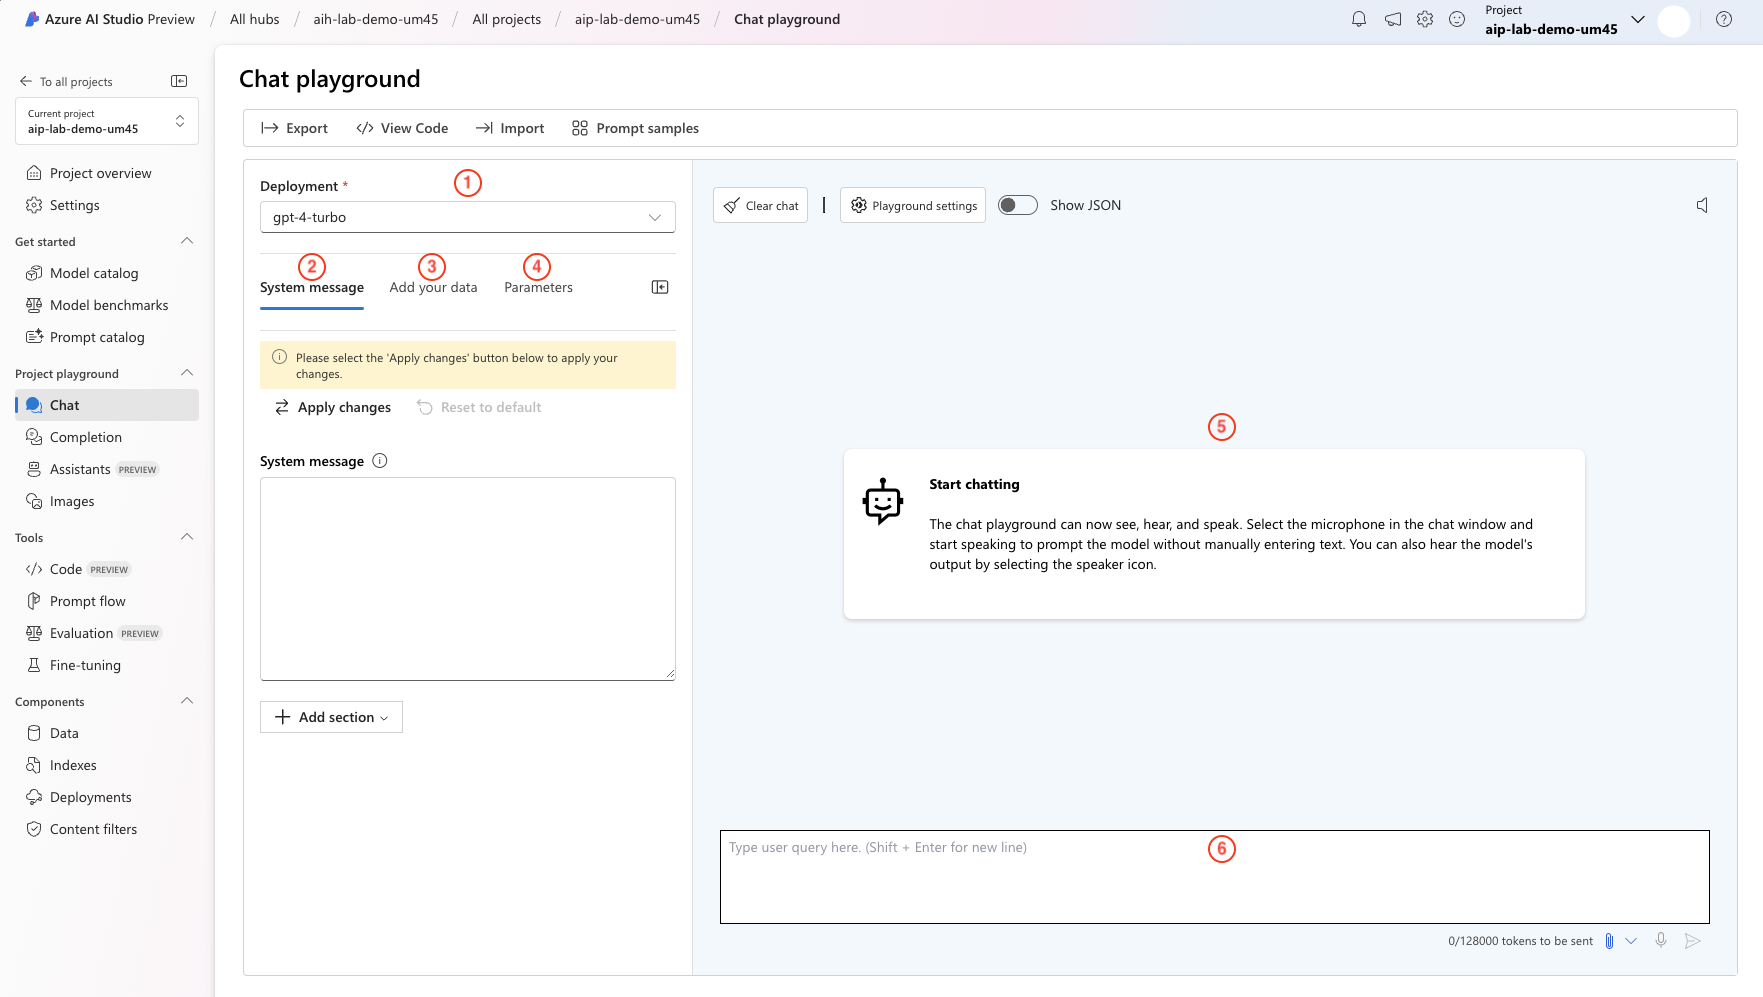 Azure AI Studio Preview / All hubs / aih-lab-demo-um45 / All projects / aip-lab-demo-um45 / Chat playground
Project
aip-lab-demo-um45
To all projects
Current project
aip-lab-demo-um45
Project overview
Settings
Get started
Model catalog
Model benchmarks
Prompt catalog
Project playground
Chat
Completion
Assistants PREVIEW
Images
Tools
Code PREVIEW
Prompt flow
Evaluation PREVIEW
Fine-tuning
Components
Data
Indexes
Deployments
Content filters
Chat playground
Export View Code Import Prompt samples
Deployment * 1
gpt-4-turbo
2 3 4
System message Add your data Parameters
Please select the 'Apply changes' button below to apply your
changes.
Apply changes Reset to default
System message
Add section
Clear chat | Playground settings Show JSON
5
Start chatting
The chat playground can now see, hear, and speak. Select the microphone in the chat window and
start speaking to prompt the model without manually entering text. You can also hear the model's
output by selecting the speaker icon.
Type user query here. (Shift + Enter for new line) 6
0/128000 tokens to be sent